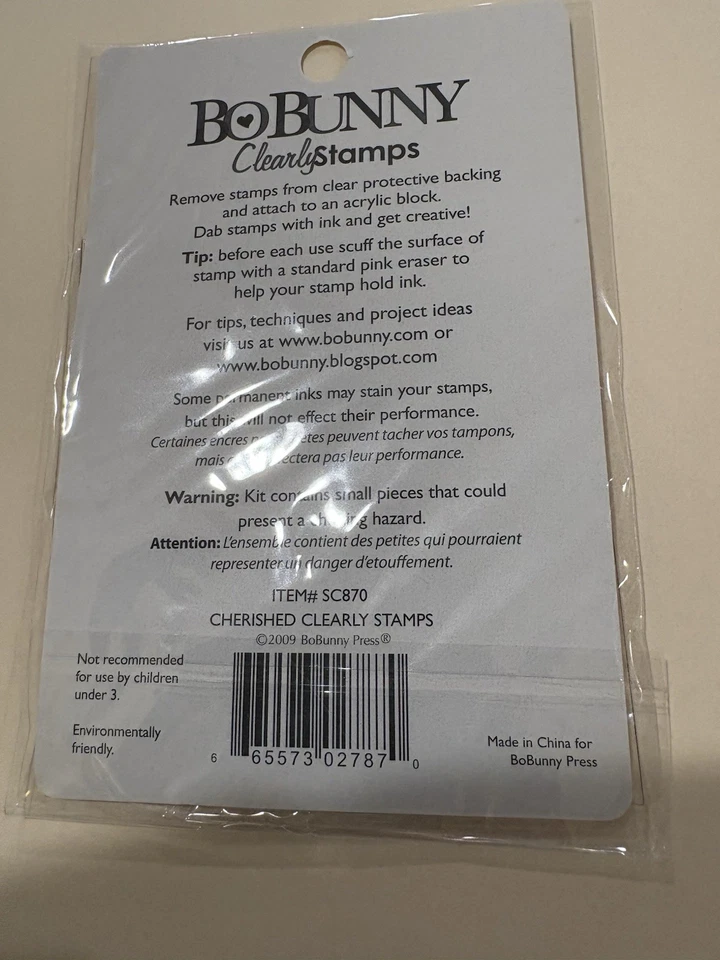 BoBunny
ClearlyStamps
Remove stamps from clear protective backing
and attach to an acrylic block.
Dab stamps with ink and get creative!
Tip: before each use scuff the surface of
stamp with a standard pink eraser to
help your stamp hold ink.
For tips, techniques and project ideas
visit us at www.bobunny.com or
www.bobunny.blogspot.com
Some permanent inks may stain your stamps,
but this will not effect their performance.
Certaines encres peuvent tacher vos tampons,
mais pas leur performance.
Warning: Kit contains small pieces that could
present a choking hazard.
Attention: L'ensemble contient des petites qui pourraient
representer un danger d'etouffement.
ITEM# SC870
CHERISHED CLEARLY STAMPS
©2009 BoBunny Press®
Not recommended
for use by children
under 3.
Environmentally
friendly.
6 65573 02787 0
Made in China for
BoBunny Press